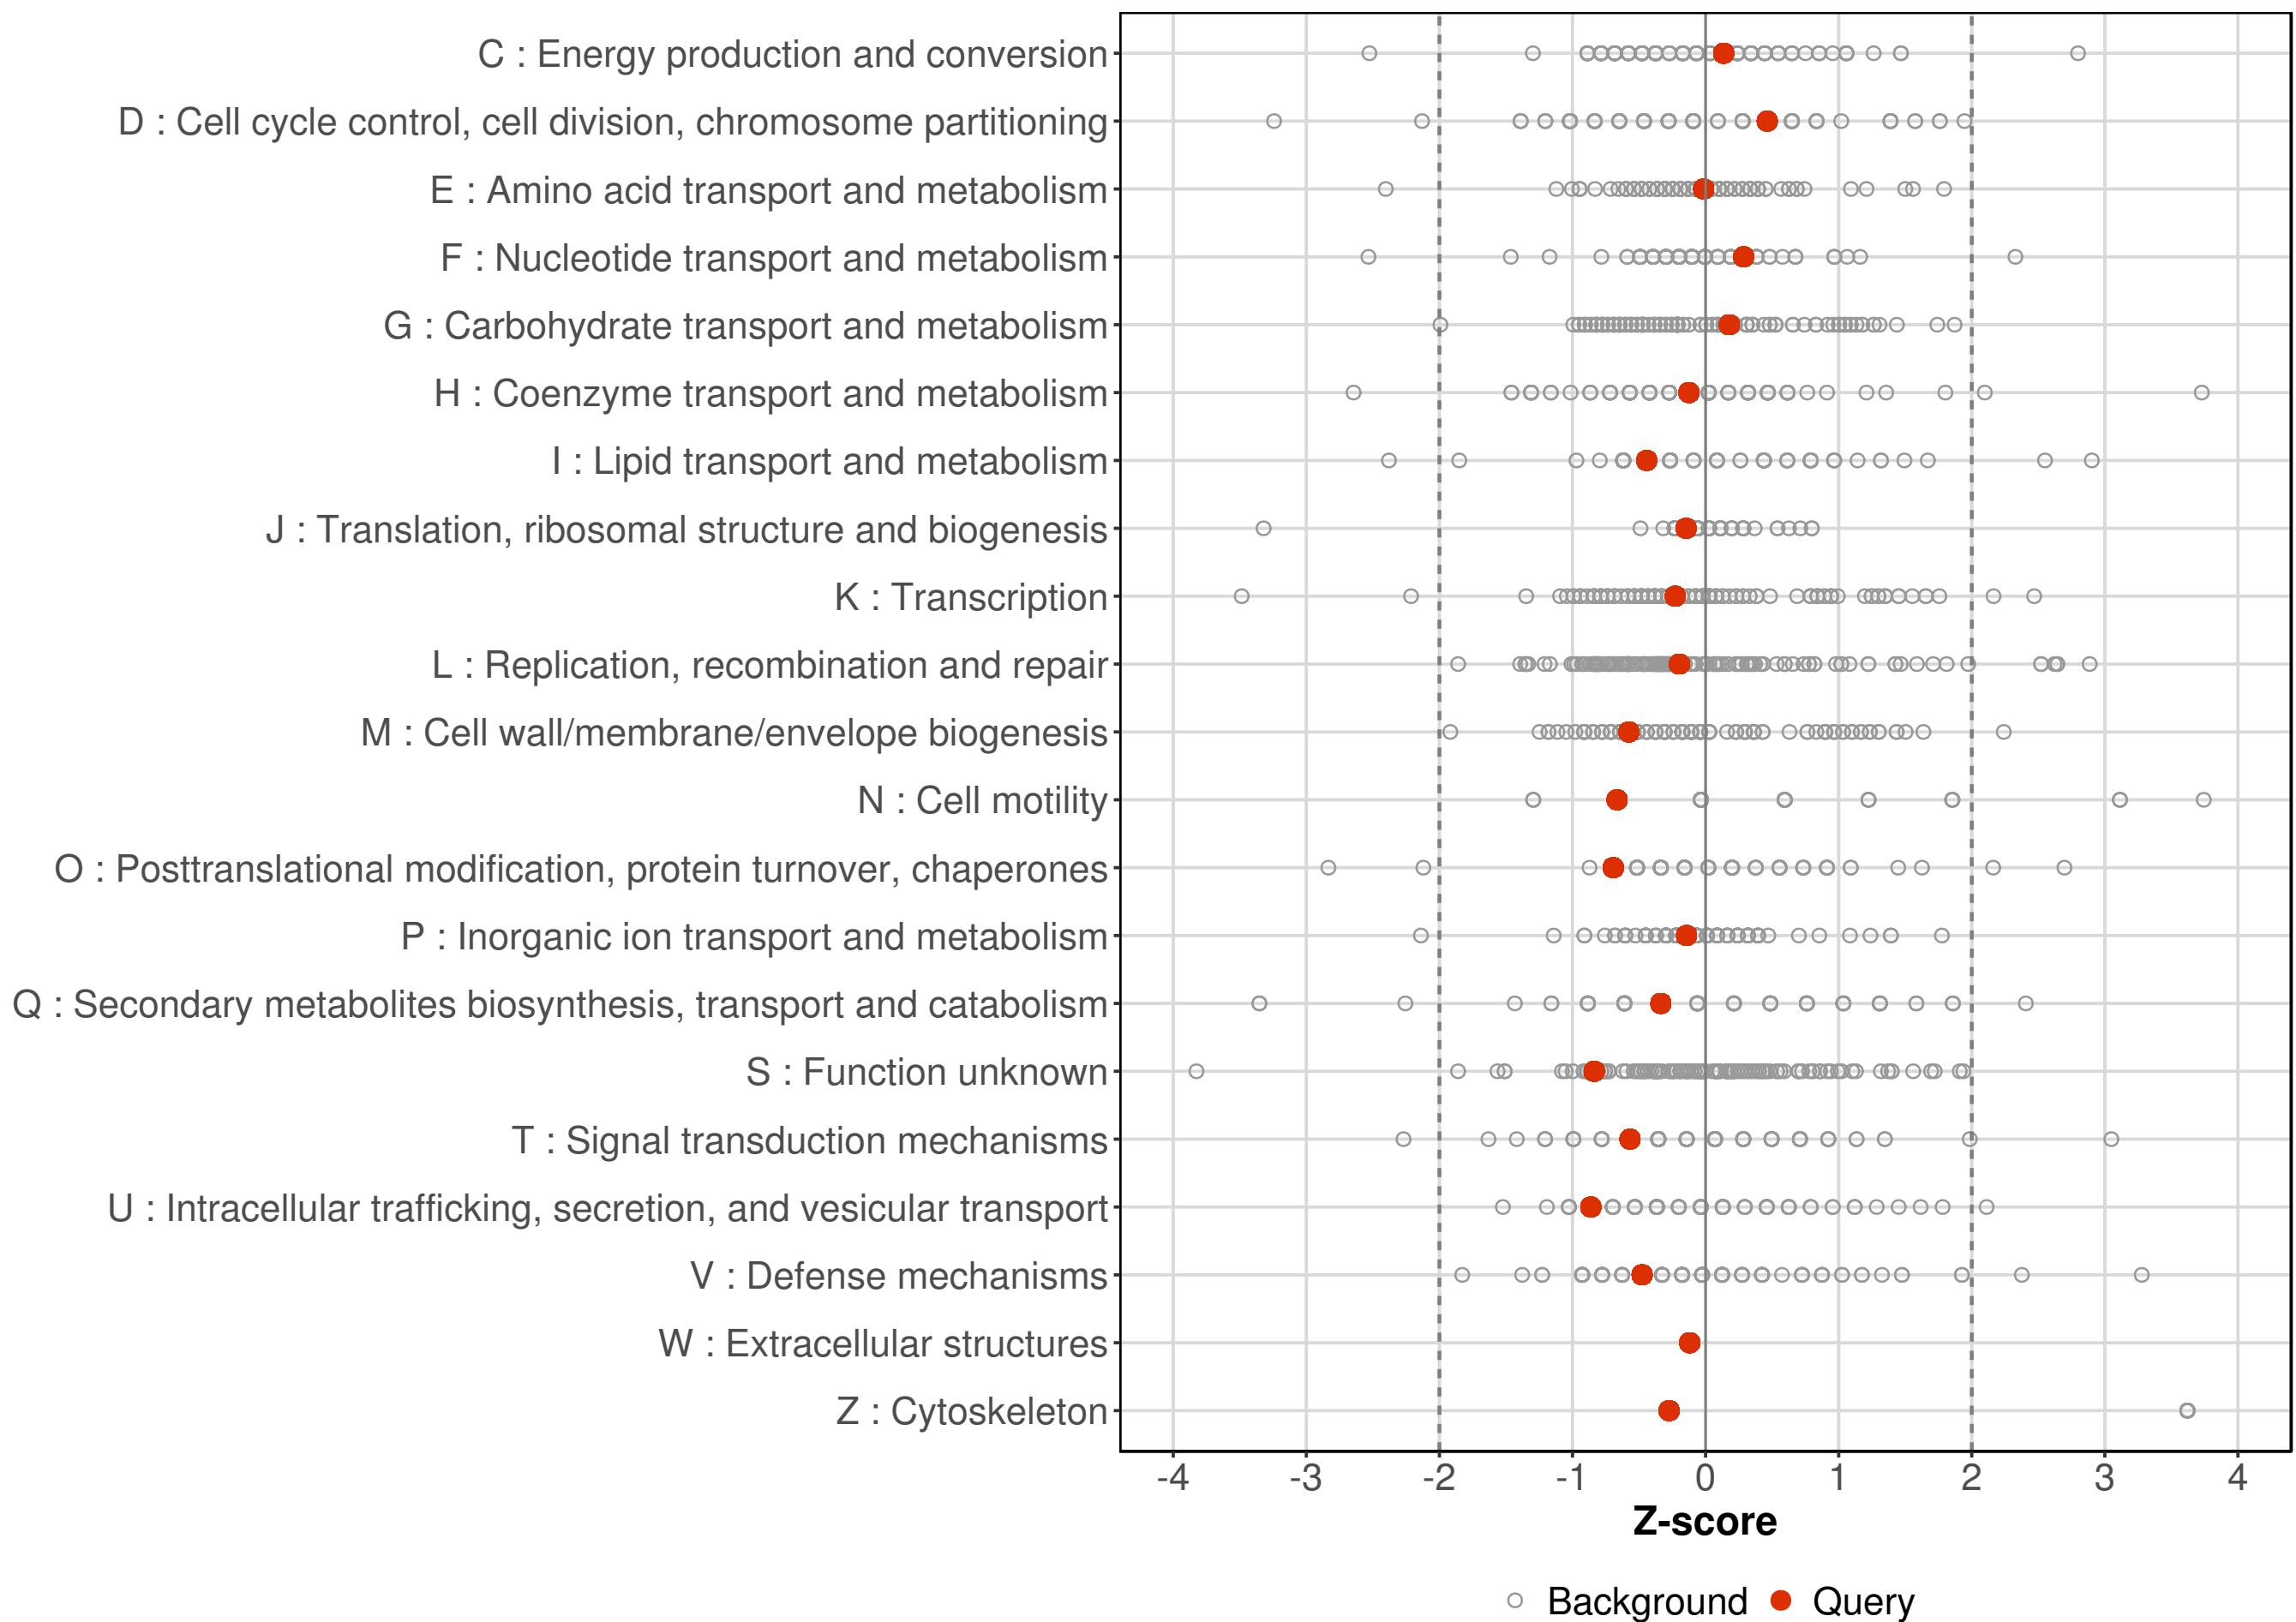 C : Energy production and conversion
D : Cell cycle control, cell division, chromosome partitioning
E : Amino acid transport and metabolism
F : Nucleotide transport and metabolism
G : Carbohydrate transport and metabolism
H : Coenzyme transport and metabolism
I : Lipid transport and metabolism
J : Translation, ribosomal structure and biogenesis
K : Transcription
L : Replication, recombination and repair
M : Cell wall/membrane/envelope biogenesis
N : Cell motility
O : Posttranslational modification, protein turnover, chaperones
P : Inorganic ion transport and metabolism
Q : Secondary metabolites biosynthesis, transport and catabolism
S : Function unknown
T : Signal transduction mechanisms
U : Intracellular trafficking, secretion, and vesicular transport
V : Defense mechanisms
W : Extracellular structures
Z : Cytoskeleton
-4 -3 -2 -1 0 1 2 3 4
Z-score
Background Query